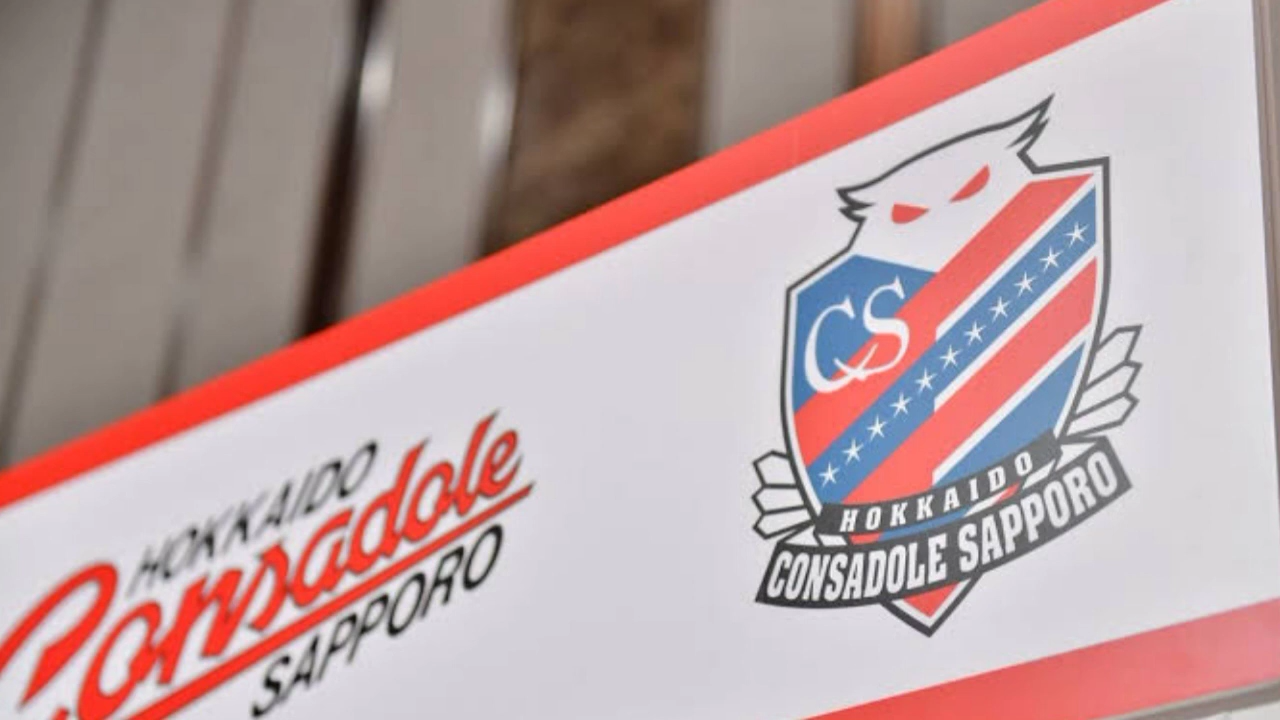 HOKKAIDO
Consadole
SAPPORO
CS
HOKKAIDO
CONSADOLE SAPPORO